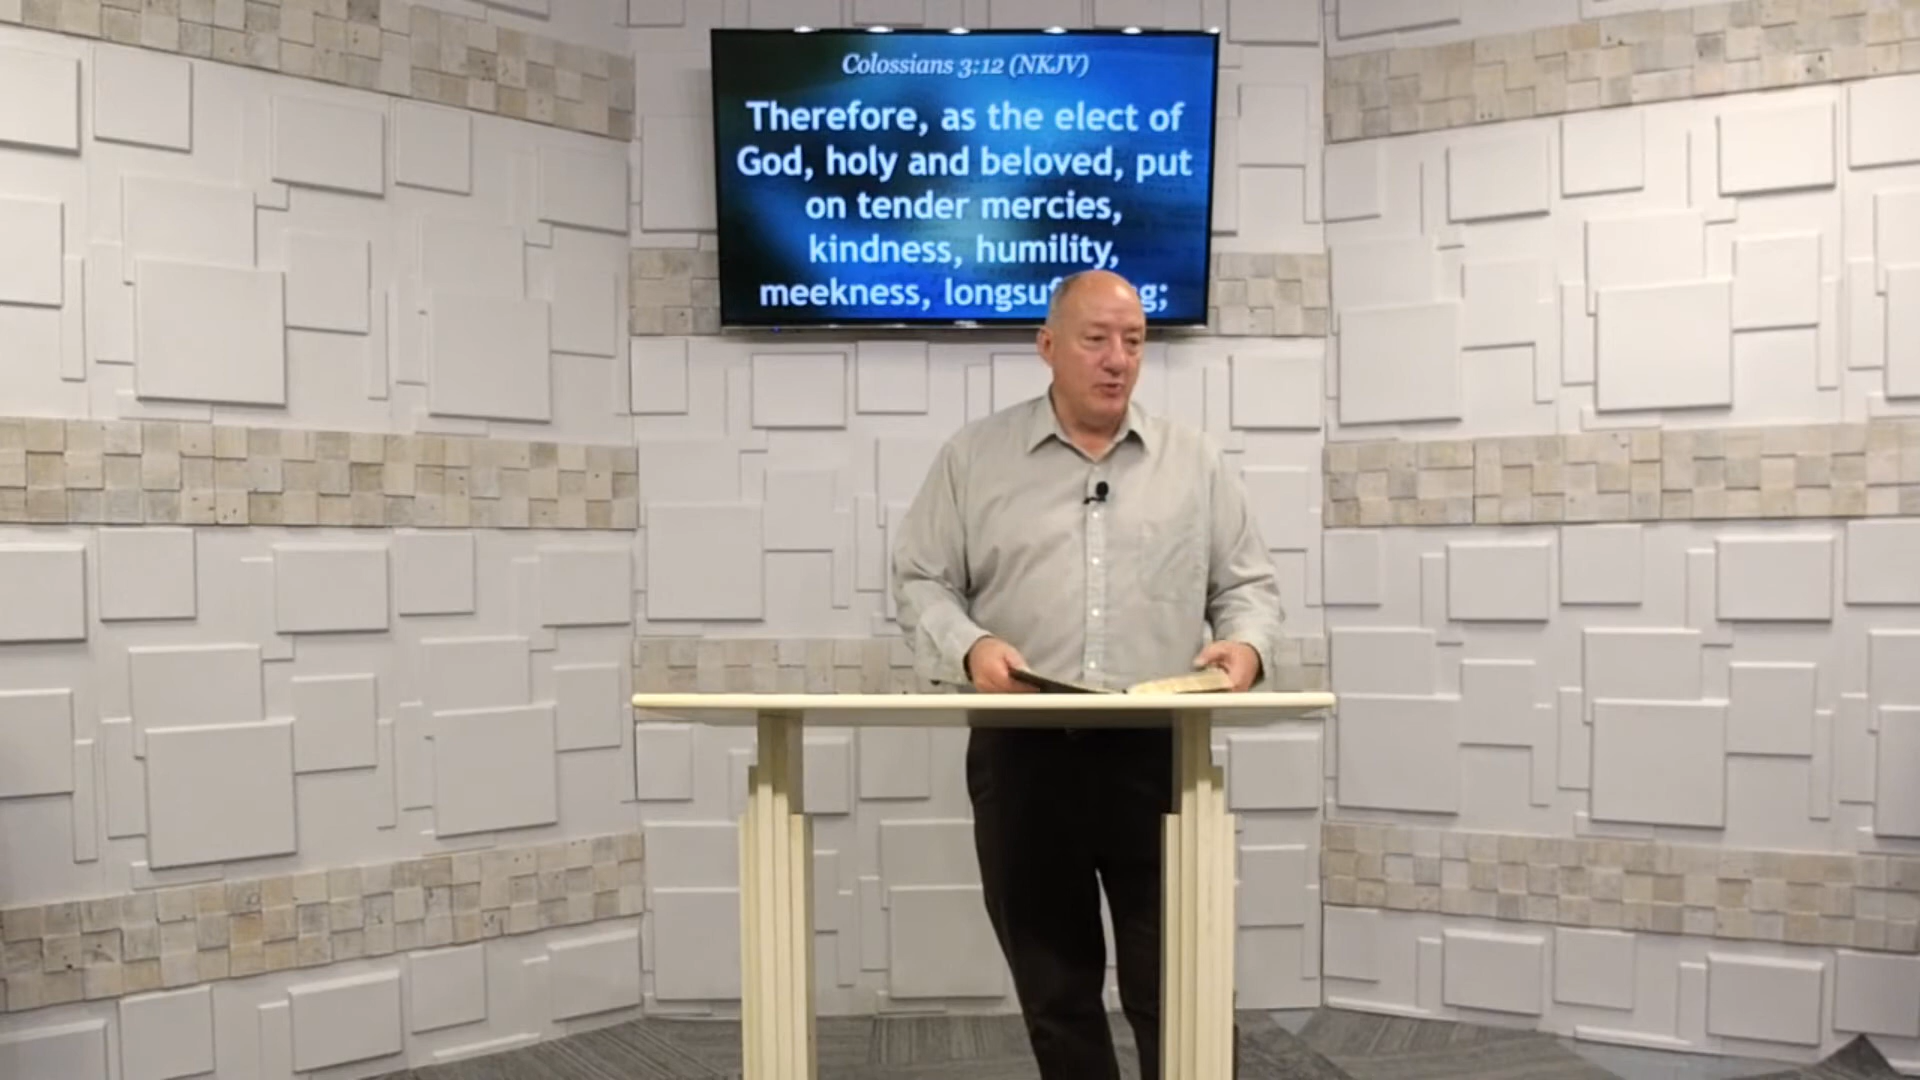 Colossians 3:12 (NKJV)
Therefore, as the elect of
God, holy and beloved, put
on tender mercies,
kindness, humility,
meekness,